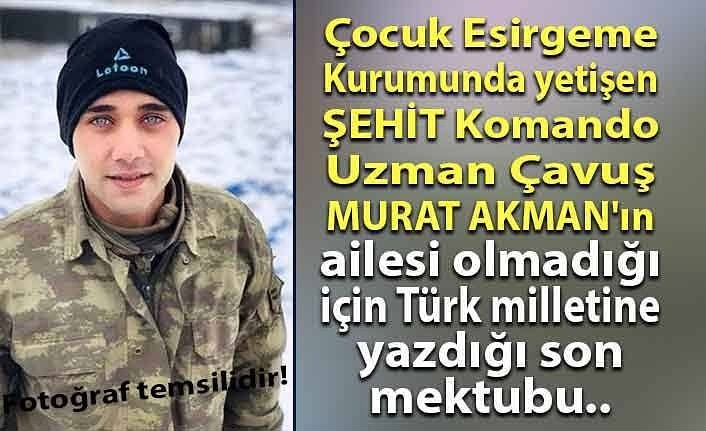 Lafoon
Fotoğraf temsilidir!
Çocuk Esirgeme
Kurumunda yetişen
ŞEHİT Komando
Uzman Çavuş
MURAT AKMAN'ın
ailesi olmadığı
için Türk milletine
yazdığı son
mektubu..